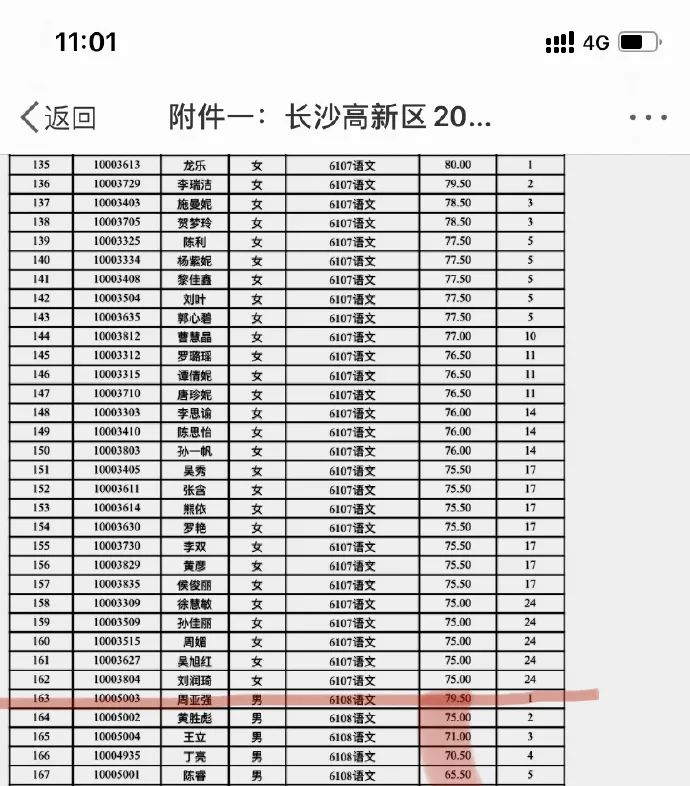 11:01 4G
返回 附件一：长沙高新区 20...
135 10003613 龙乐 女 6107语文 80.00 1
136 10003729 李瑞洁 女 6107语文 79.50 2
137 10003403 施曼妮 女 6107语文 78.50 3
138 10003705 贺梦玲 女 6107语文 78.50 3
139 10003325 陈利 女 6107语文 77.50 5
140 10003334 杨紫妮 女 6107语文 77.50 5
141 10003408 黎佳鑫 女 6107语文 77.50 5
142 10003504 刘叶 女 6107语文 77.50 5
143 10003635 郭心碧 女 6107语文 77.50 5
144 10003812 曹慧晶 女 6107语文 77.00 10
145 10003312 罗璐瑶 女 6107语文 76.50 11
146 10003315 谭倩妮 女 6107语文 76.50 11
147 10003710 唐珍妮 女 6107语文 76.50 11
148 10003303 李思谕 女 6107语文 76.00 14
149 10003410 陈思怡 女 6107语文 76.00 14
150 10003803 孙一帆 女 6107语文 76.00 14
151 10003405 吴秀 女 6107语文 75.50 17
152 10003611 张含 女 6107语文 75.50 17
153 10003614 熊依 女 6107语文 75.50 17
154 10003630 罗艳 女 6107语文 75.50 17
155 10003730 李双 女 6107语文 75.50 17
156 10003829 黄彦 女 6107语文 75.50 17
157 10003835 侯俊丽 女 6107语文 75.50 17
158 10003309 徐慧敏 女 6107语文 75.00 24
159 10003509 孙佳丽 女 6107语文 75.00 24
160 10003515 周媚 女 6107语文 75.00 24
161 10003627 吴旭红 女 6107语文 75.00 24
162 10003804 刘润琦 女 6107语文 75.00 24
163 10005003 周亚强 男 6108语文 79.50 1
164 10005002 黄胜彪 男 6108语文 75.00 2
165 10005004 王立 男 6108语文 71.00 3
166 10004935 丁亮 男 6108语文 70.50 4
167 10005001 陈睿 男 6108语文 65.50 5